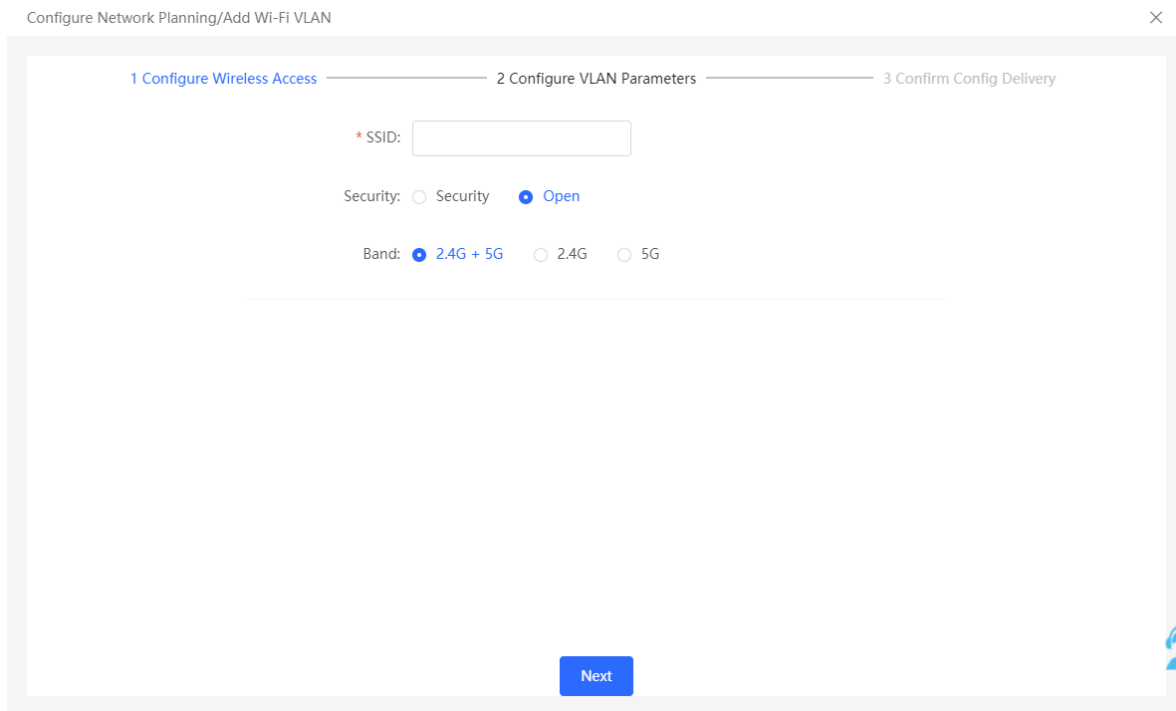 Configure Network Planning/Add Wi-Fi VLAN
1 Configure Wireless Access 2 Configure VLAN Parameters 3 Confirm Config Delivery
* SSID:
Security: Security Open
Band: 2.4G + 5G 2.4G 5G
Next